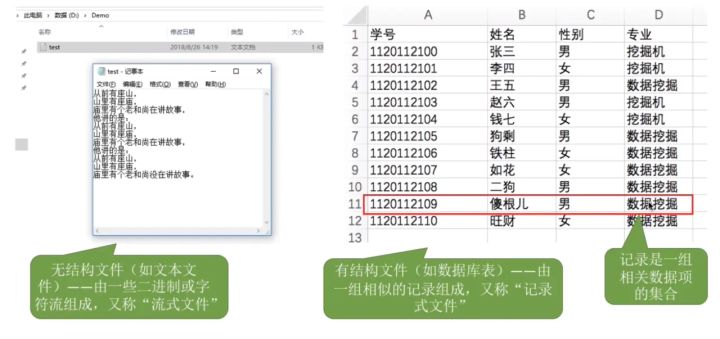 此电脑 › 数据 (D:) › Demo
名称 修改日期 类型 大小
test 2018/8/26 14:19 文本文档 1 K
test - 记事本
文件(F) 编辑(E) 格式(O) 查看(V) 帮助(H)
从前有座山,
山里有座庙,
庙里有个老和尚在讲故事,
他讲的是:
从前有座山,
山里有座庙,
庙里有个老和尚在讲故事,
他讲的是:
从前有座山,
山里有座庙,
庙里有个老和尚没在讲故事。
无结构文件(如文本文
件)——由一些二进制或字
符流组成,又称“流式文件”
A B C D
1 学号 姓名 性别 专业
2 1120112100 张三 男 挖掘机
3 1120112101 李四 女 挖掘机
4 1120112102 王五 男 数据挖掘
5 1120112103 赵六 男 挖掘机
6 1120112104 钱七 女 挖掘机
7 1120112105 狗剩 男 数据挖掘
8 1120112106 铁柱 女 数据挖掘
9 1120112107 如花 女 数据挖掘
10 1120112108 二狗 男 数据挖掘
11 1120112109 傻根儿 男 数据挖掘
12 1120112110 旺财 女 数据挖掘
13
有结构文件(如数据库表)——由
一组相似的记录组成,又称“记录
式文件”
记录是一组
相关数据项
的集合